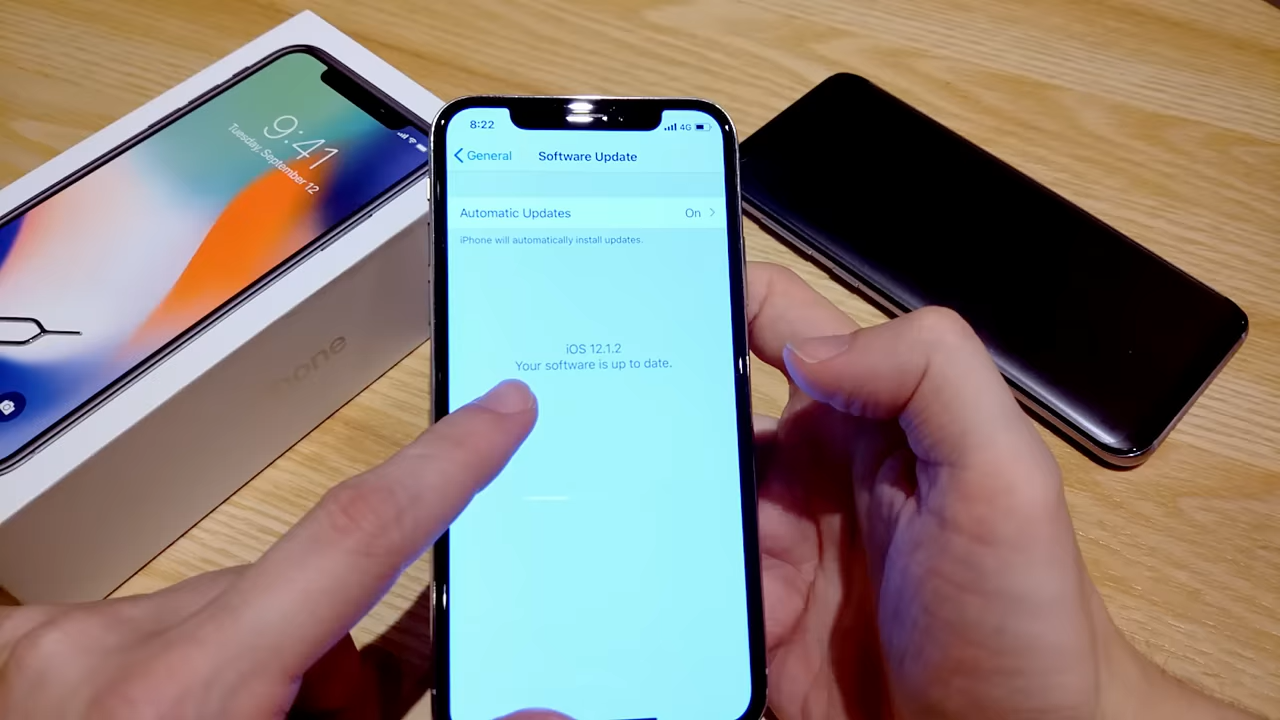 9:41
Tuesday, September 12
8:22
4G
General
Software Update
Automatic Updates
On
iPhone will automatically install updates.
iOS 12.1.2
Your software is up to date.